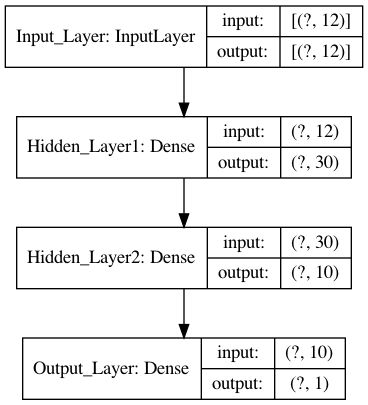 Input_Layer: InputLayer
input:
[(?, 12)]
output:
[(?, 12)]
Hidden_Layer1: Dense
input:
(?, 12)
output:
(?, 30)
Hidden_Layer2: Dense
input:
(?, 30)
output:
(?, 10)
Output_Layer: Dense
input:
(?, 10)
output:
(?, 1)